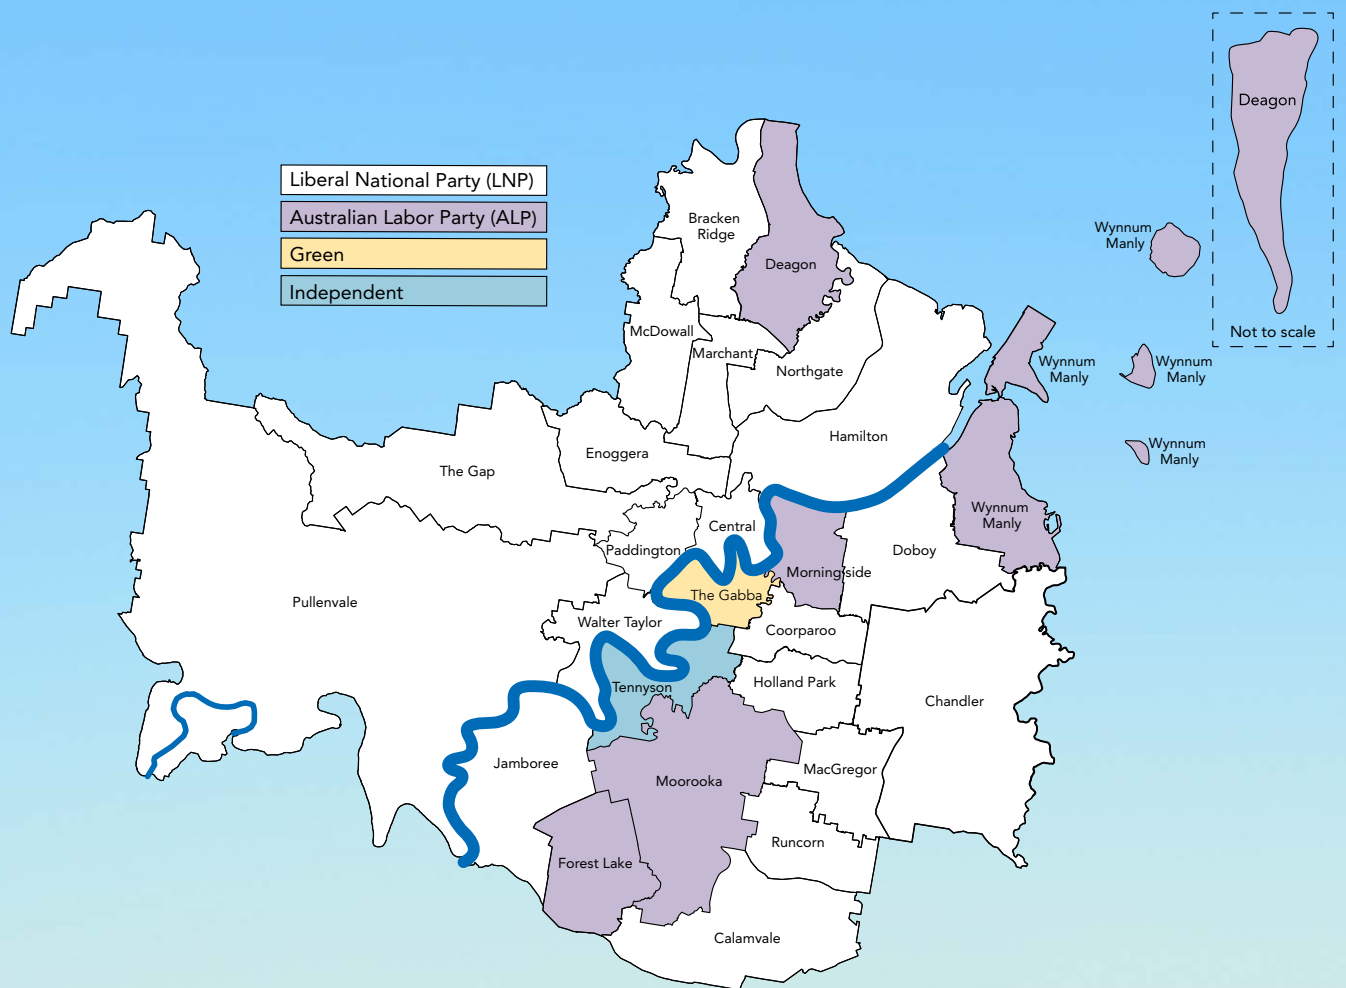 Liberal National Party (LNP)
Australian Labor Party (ALP)
Green
Independent
Deagon
Not to scale
Bracken
Ridge
Wynnum
Manly
Deagon
McDowall
Marchant
Northgate
Wynnum
Manly
Wynnum
Manly
Hamilton
Wynnum
Manly
Enoggera
The Gap
Wynnum
Manly
Central
Paddington
Doboy
Morningside
The Gabba
Pullenvale
Walter Taylor
Coorparoo
Holland Park
Tennyson
Chandler
Jamboree
MacGregor
Moorooka
Runcorn
Forest Lake
Calamvale